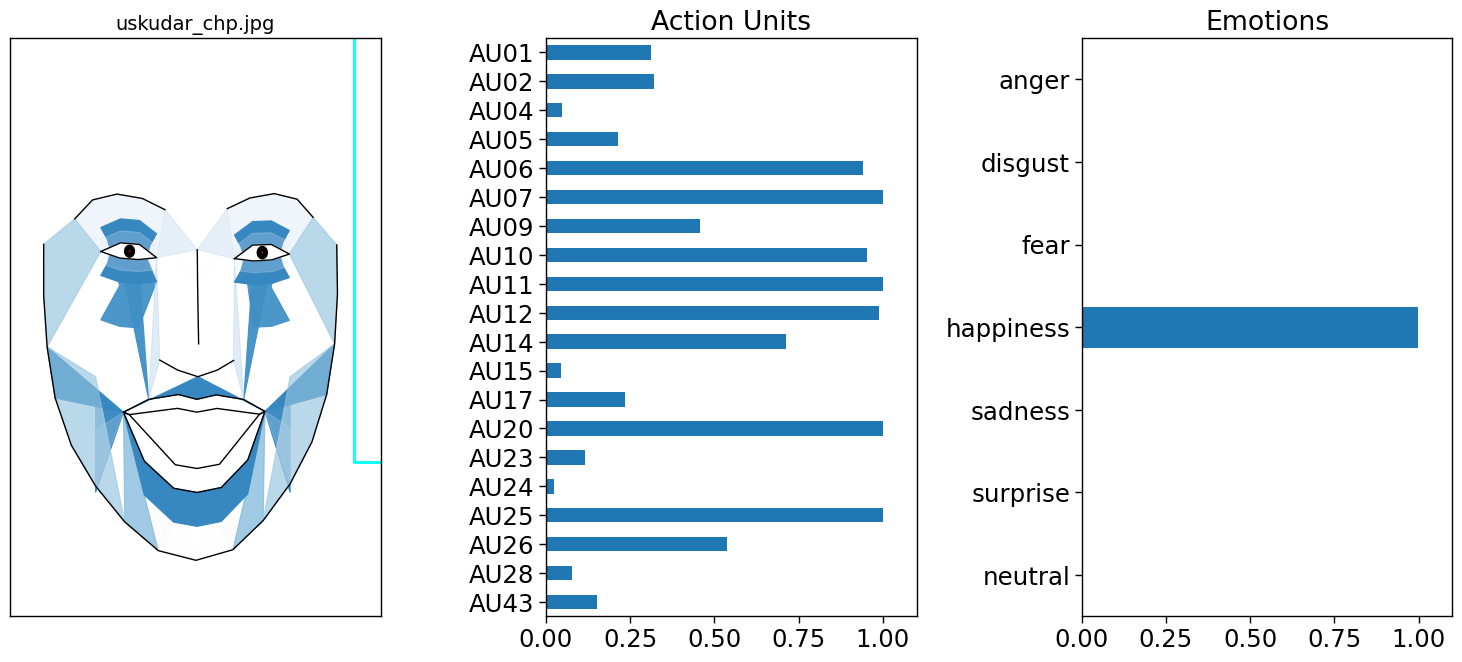 uskudar_chp.jpg
Action Units
AU01
AU02
AU04
AU05
AU06
AU07
AU09
AU10
AU11
AU12
AU14
AU15
AU17
AU20
AU23
AU24
AU25
AU26
AU28
AU43
0.00 0.25 0.50 0.75 1.00
Emotions
anger
disgust
fear
happiness
sadness
surprise
neutral
0.00 0.25 0.50 0.75 1.00